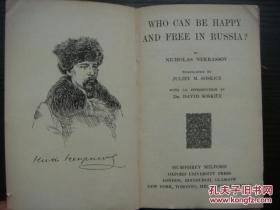 WHO CAN BE HAPPY
AND FREE IN RUSSIA?
BY
NICHOLAS NEKRASSOV
TRANSLATED BY
JULIET M. SOSKICE
WITH AN INTRODUCTION BY
DR. DAVID SOSKICE
HUMPHREY MILFORD
OXFORD UNIVERSITY PRESS
LONDON, EDINBURGH, GLASGOW
NEW YORK, TORONTO,